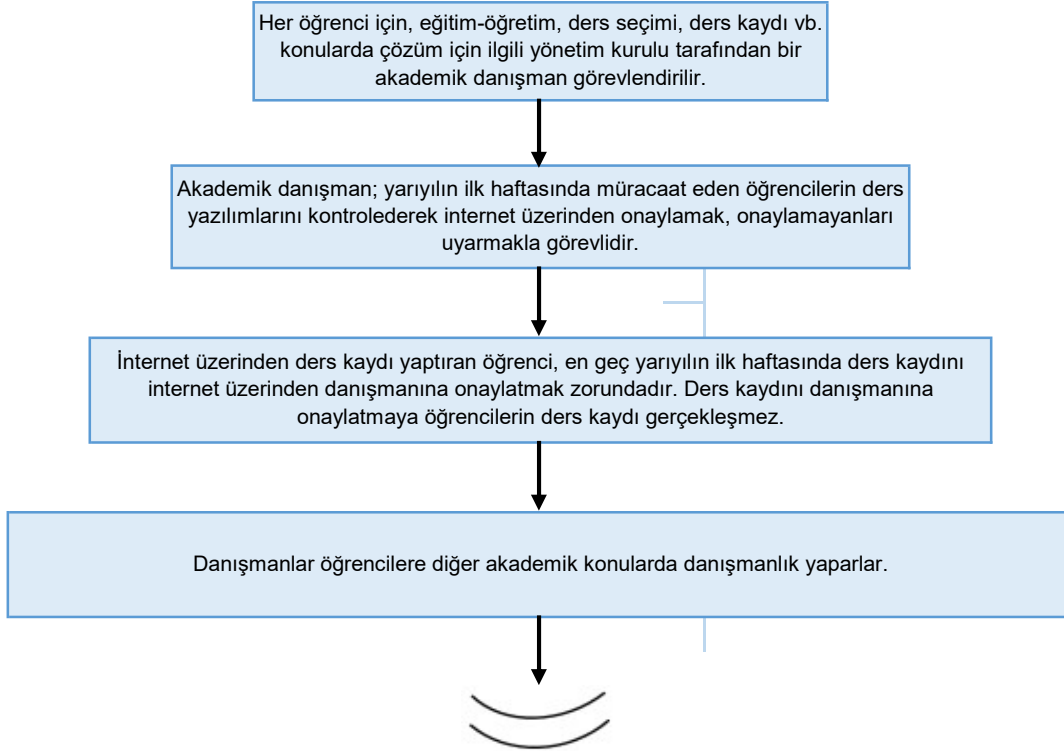 Her öğrenci için, eğitim-öğretim, ders seçimi, ders kaydı vb.
konularda çözüm için ilgili yönetim kurulu tarafından bir
akademik danışman görevlendirilir.
Akademik danışman; yarıyılın ilk haftasında müracaat eden öğrencilerin ders
yazılımlarını kontrolederek internet üzerinden onaylamak, onaylamayanları
uyarmakla görevlidir.
İnternet üzerinden ders kaydı yaptıran öğrenci, en geç yarıyılın ilk haftasında ders kaydını
internet üzerinden danışmanına onaylatmak zorundadır. Ders kaydını danışmanına
onaylatmaya öğrencilerin ders kaydı gerçekleşmez.
Danışmanlar öğrencilere diğer akademik konularda danışmanlık yaparlar.